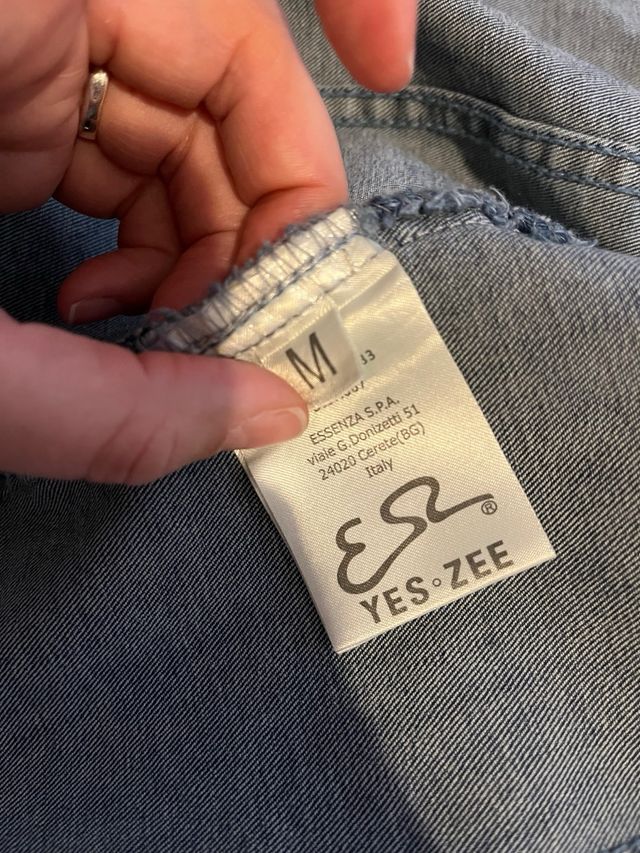 M
ESSENZA S.P.A.
viale G.Donizetti 51
24020 Cerete(BG)
Italy
®
YES◦ZEE